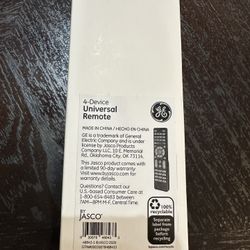 4-Device
Universal
Remote
MADE IN CHINA / HECHO EN CHINA
GE is a trademark of General
Electric Company and is under
license by Jasco Products
Company LLC, 10 E. Memorial
Rd., Oklahoma City, OK 73114.
This Jasco product comes with
a limited 90-day warranty.
Visit www.byjasco.com for
warranty details.
Questions? Contact our
U.S.-based Consumer Care at
1-800-654-8483 between
7AM—8PM M-F, Central Time.
JASCO
100%
recyclable
Separate
package from
product before
recycling